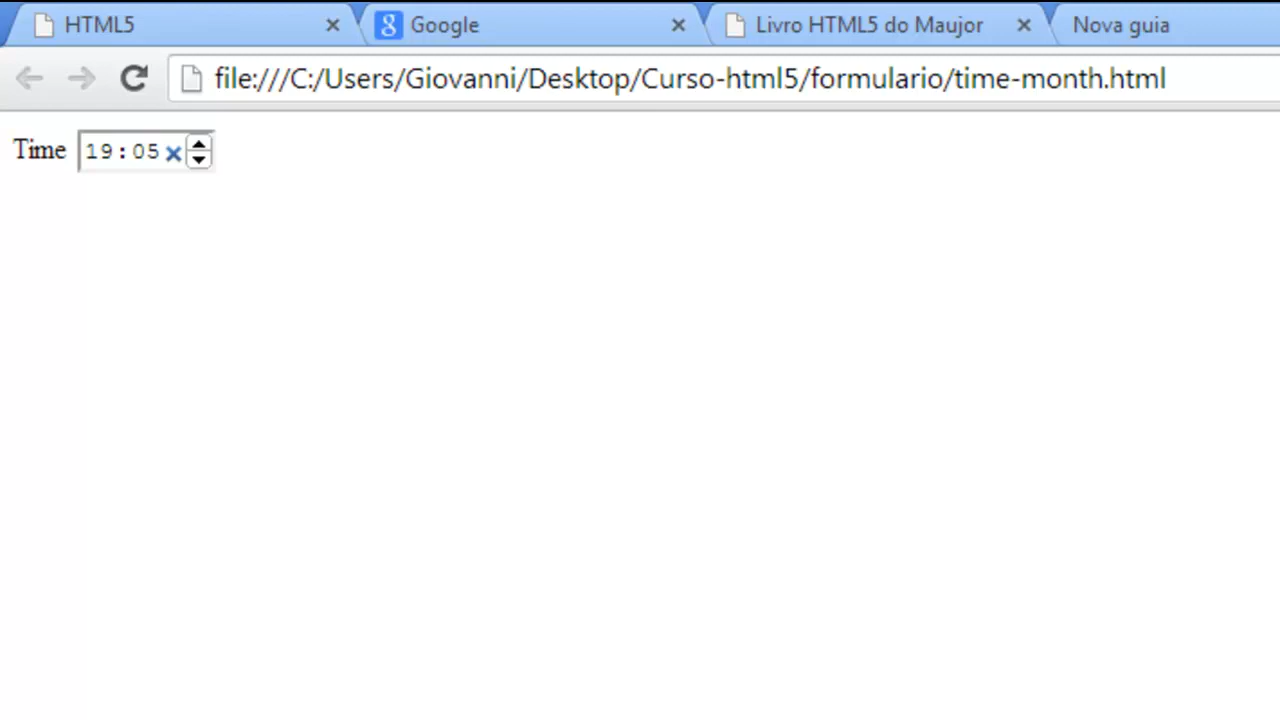 HTML5 Google Livro HTML5 do Maujor Nova guia
file:///C:/Users/Giovanni/Desktop/Curso-html5/formulario/time-month.html
Time 19:05